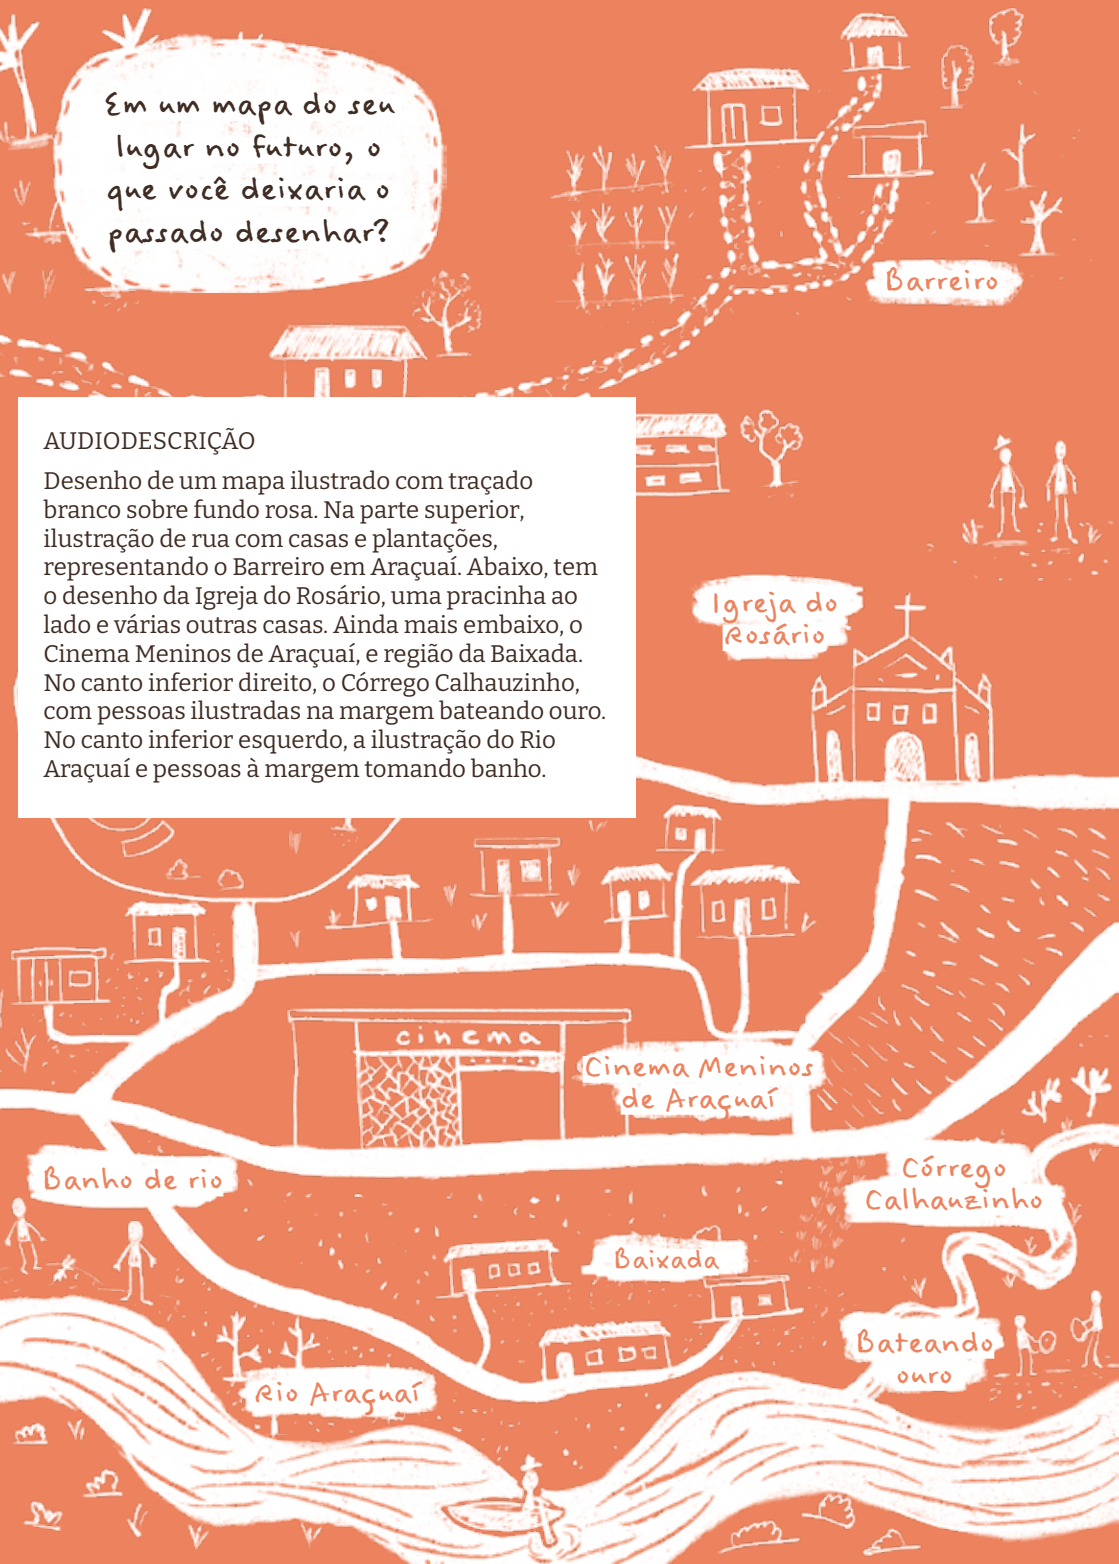 Em um mapa do seu
lugar no futuro, o
que você deixaria o
passado desenhar?
Barreiro
AUDIODESCRIÇÃO
Desenho de um mapa ilustrado com traçado
branco sobre fundo rosa. Na parte superior,
ilustração de rua com casas e plantações,
representando o Barreiro em Araçuaí. Abaixo, tem
o desenho da Igreja do Rosário, uma pracinha ao
lado e várias outras casas. Ainda mais embaixo, o
Cinema Meninos de Araçuaí, e região da Baixada.
No canto inferior direito, o Córrego Calhauzinho,
com pessoas ilustradas na margem bateando ouro.
No canto inferior esquerdo, a ilustração do Rio
Araçuaí e pessoas à margem tomando banho.
Igreja do
Rosário
cinema
Cinema Meninos
de Araçuaí
Banho de rio
Córrego
Calhauzinho
Baixada
Bateando
ouro
Rio Araçuaí